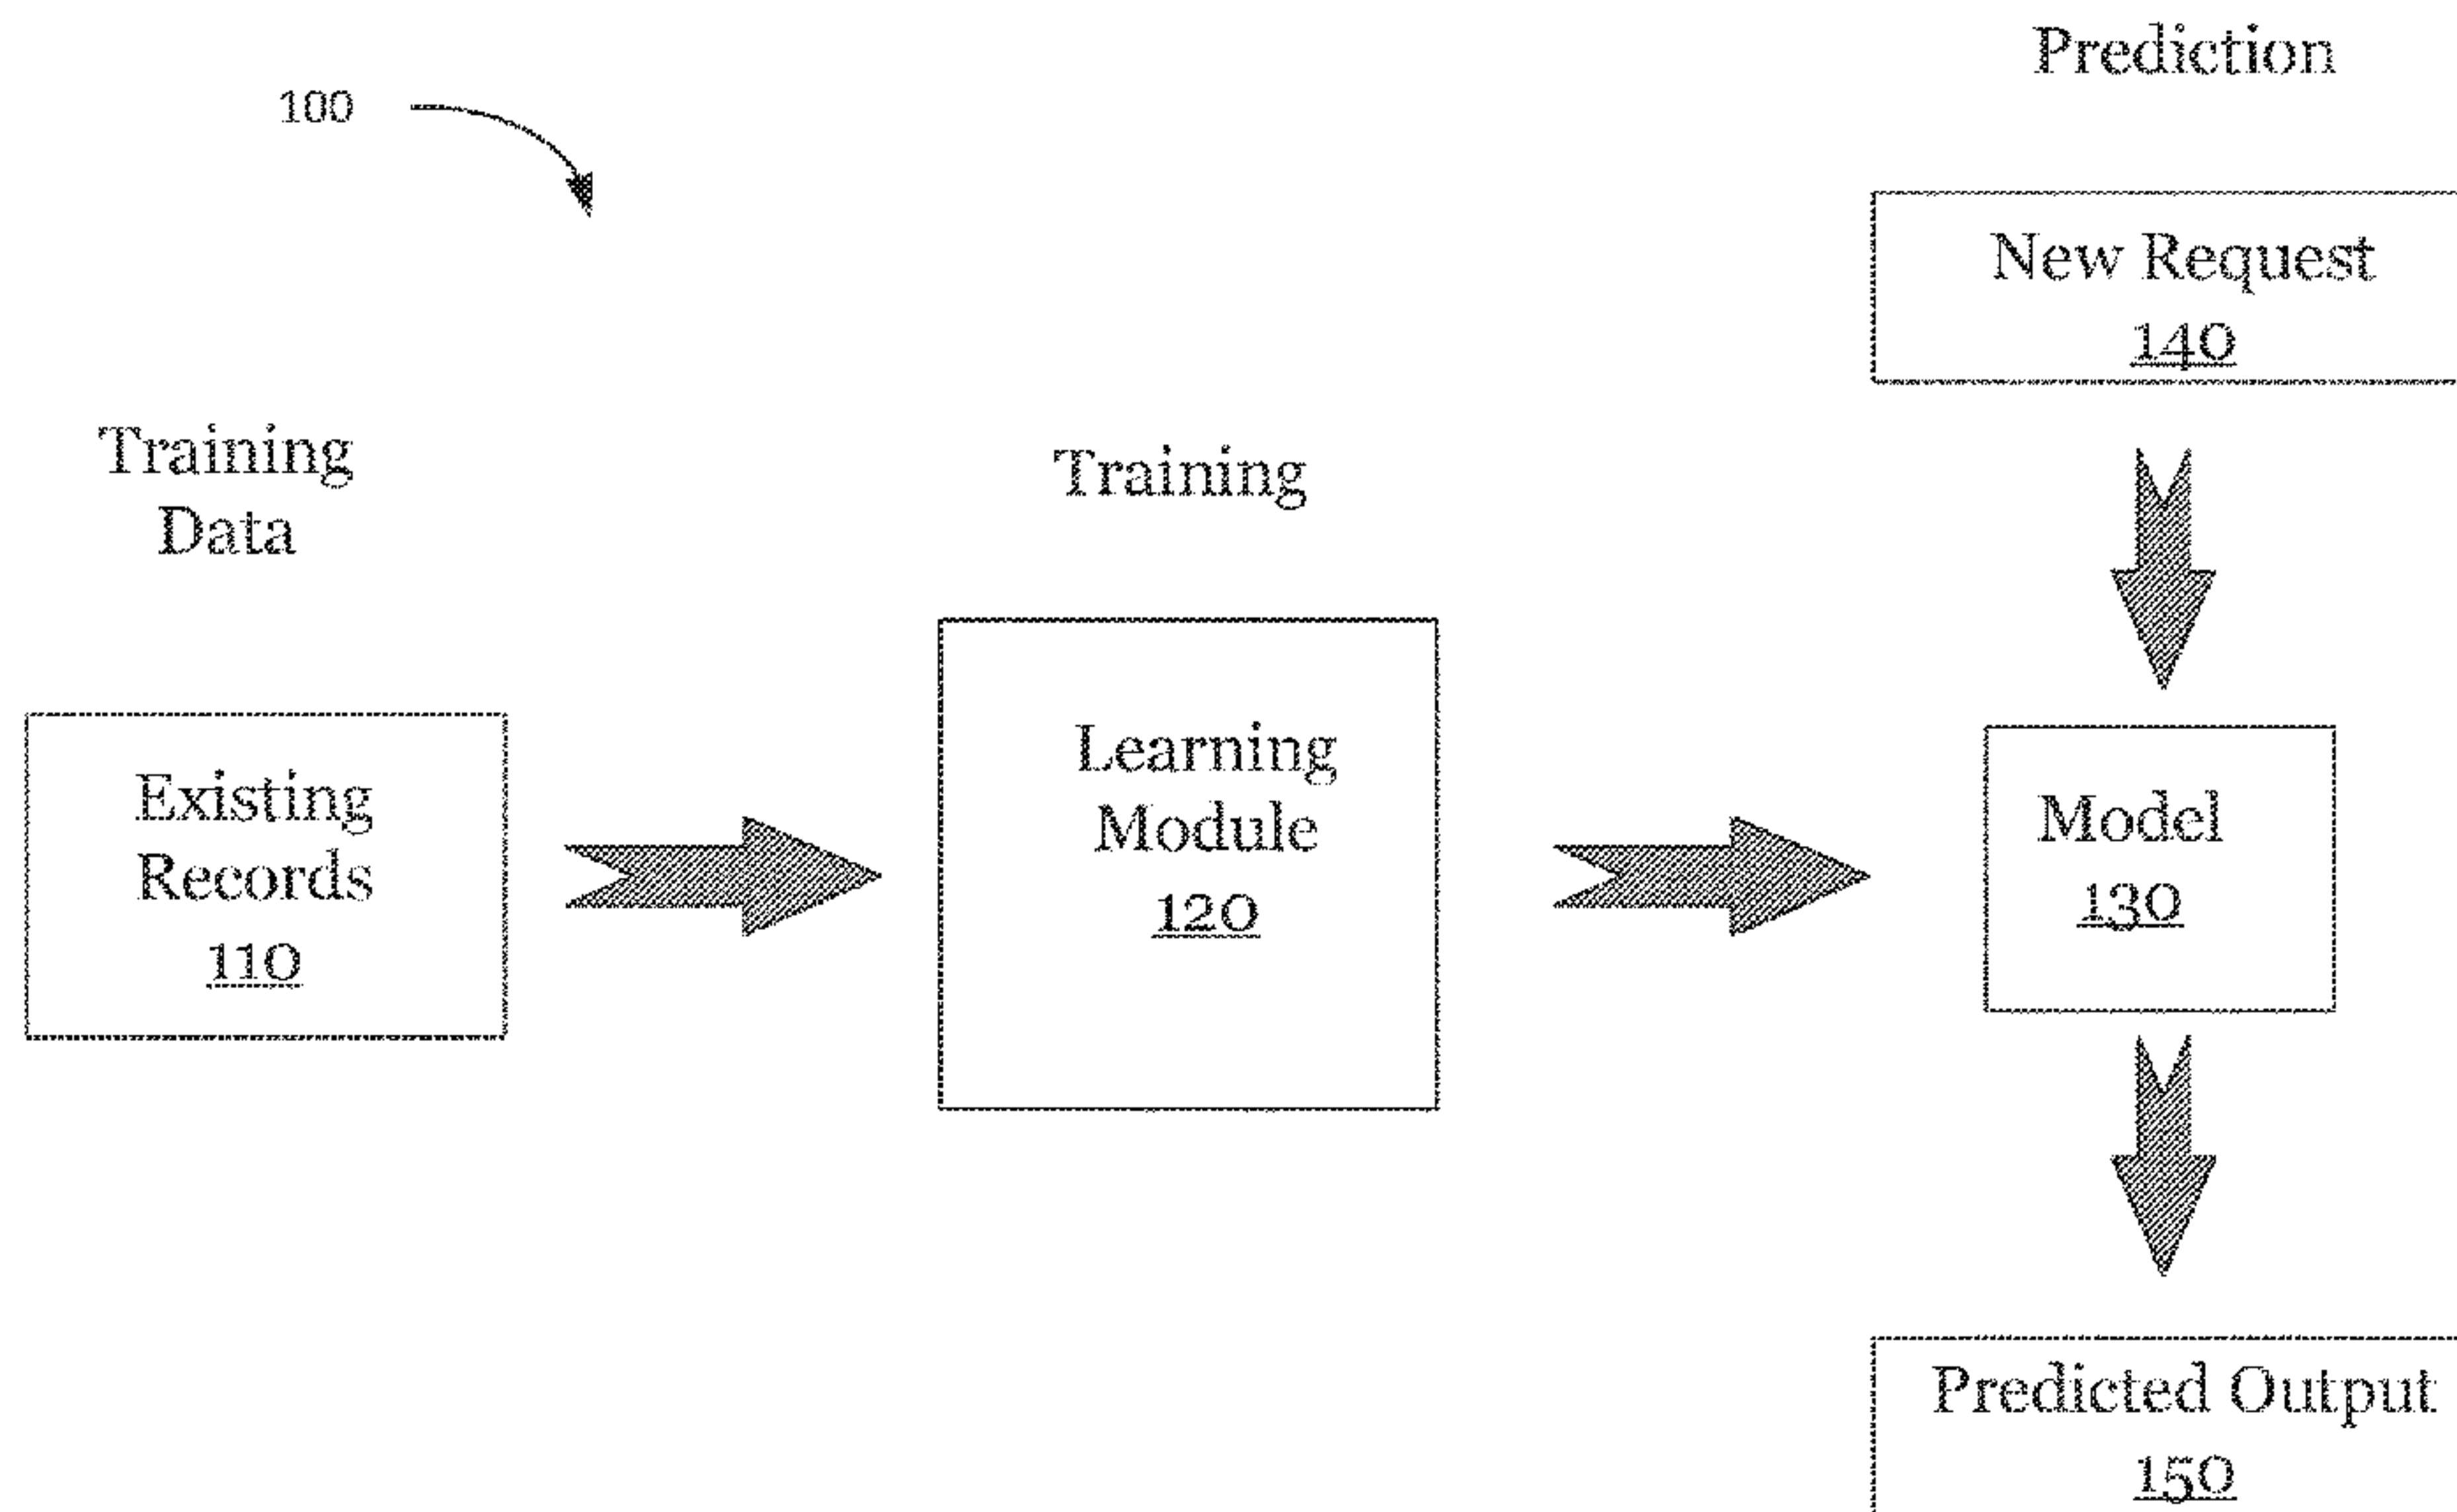 100
Prediction
New Request
140
Training
Data
Training
Existing
Records
110
Learning
Module
120
Model
130
Predicted Output
150